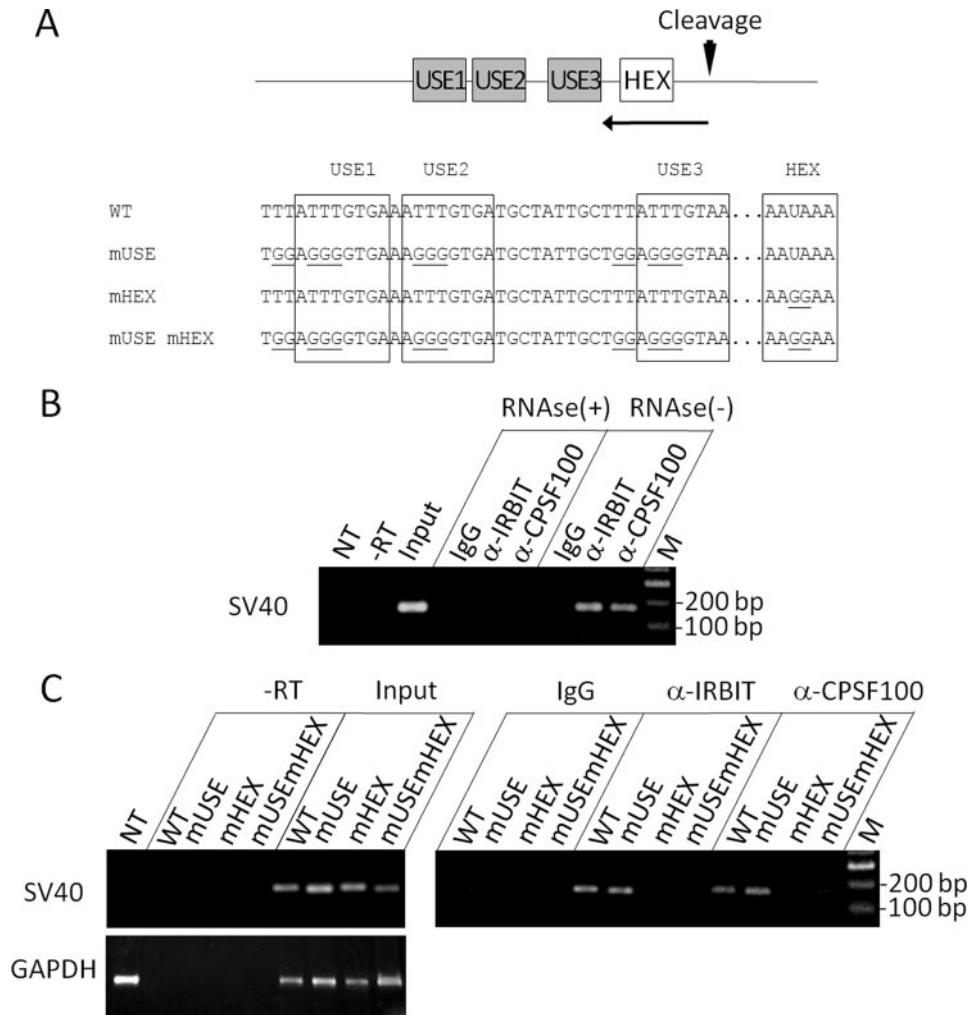 A
Cleavage
USE1 USE2 USE3 HEX
USE1 USE2 USE3 HEX
WT TTTATTTGTGAAATTTGTGATGCTATTGCTTTATTTGTAA...AAUAAA
mUSE TGGAGGGGTGAAAGGGGTGATGCTATTGCTGGAGGGGTAA...AAUAAA
mHEX TTTATTTGTGAAATTTGTGATGCTATTGCTTTATTTGTAA...AAGGAA
mUSE mHEX TGGAGGGGTGAAAGGGGTGATGCTATTGCTGGAGGGGTAA...AAGGAA
B
RNAse(+) RNAse(-)
NT -RT Input IgG α-IRBIT α-CPSF100 IgG α-IRBIT α-CPSF100 M
SV40
-200 bp
-100 bp
C
-RT Input IgG α-IRBIT α-CPSF100
NT WT mUSE mHEX mUSEmHEX WT mUSE mHEX mUSEmHEX WT mUSE mHEX mUSEmHEX WT mUSE mHEX mUSEmHEX WT mUSE mHEX mUSEmHEX M
SV40
-200 bp
-100 bp
GAPDH